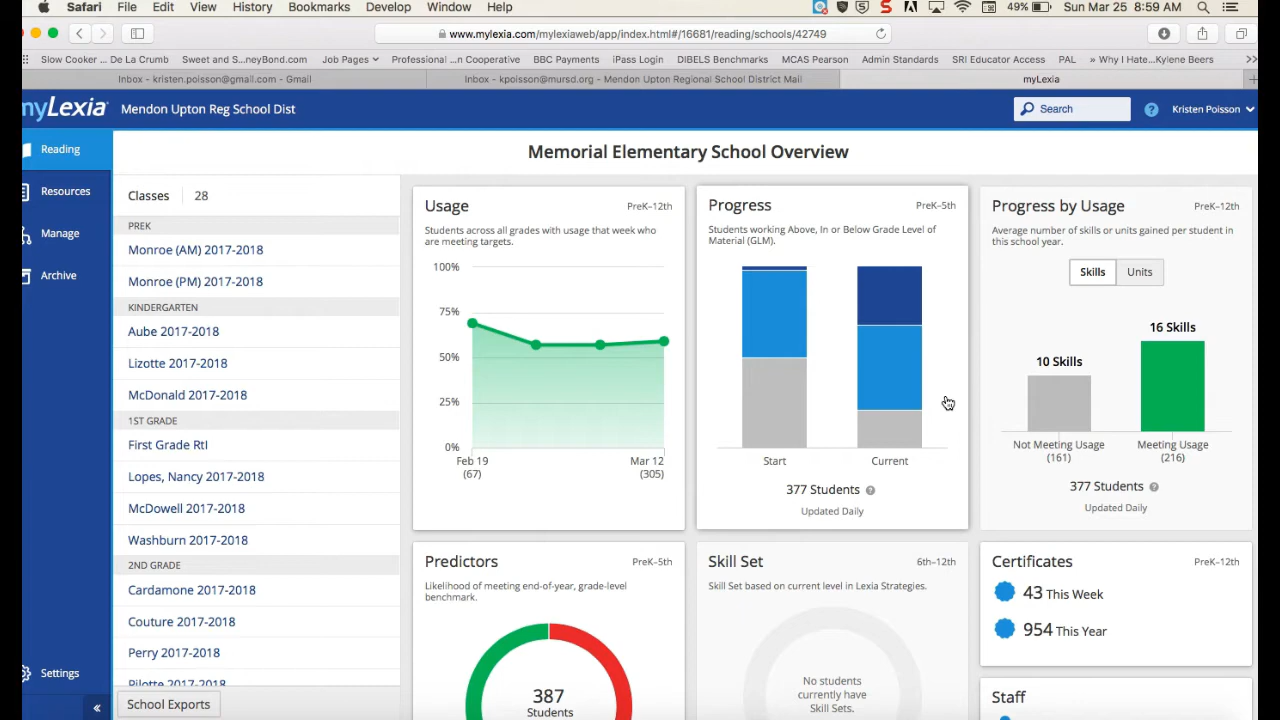 Safari File Edit View History Bookmarks Develop Window Help 49% Sun Mar 25 8:59 AM
www.mylexia.com/mylexiaweb/app/index.html#/16681/reading/schools/42749
Slow Cooker ... De La Crumb Sweet and S...neyBond.com Job Pages Professional ...n Cooperative BB&N Payments iPass Login DIBELS Benchmarks MCAS Pearson Admin Standards SRI Educator Access PAL » Why I Hate...Kylene Beers
Inbox - kristen.poisson@gmail.com - Gmail Inbox - kpoisson@mursd.org - Mendon Upton Regional School District Mail myLexia
myLexia Mendon Upton Reg School Dist Search Kristen Poisson
Reading
Resources
Manage
Archive
Settings
Memorial Elementary School Overview
Classes 28
PREK
Monroe (AM) 2017-2018
Monroe (PM) 2017-2018
KINDERGARTEN
Aube 2017-2018
Lizotte 2017-2018
McDonald 2017-2018
1ST GRADE
First Grade RtI
Lopes, Nancy 2017-2018
McDowell 2017-2018
Washburn 2017-2018
2ND GRADE
Cardamone 2017-2018
Couture 2017-2018
Perry 2017-2018
Pilotte 2017-2018
School Exports
Usage PreK–12th
Students across all grades with usage that week who
are meeting targets.
100%
75%
50%
25%
0%
Feb 19 Mar 12
(67) (305)
Progress PreK–5th
Students working Above, In or Below Grade Level of
Material (GLM).
Start Current
377 Students
Updated Daily
Progress by Usage PreK–12th
Average number of skills or units gained per student in
this school year.
Skills Units
16 Skills
10 Skills
Not Meeting Usage Meeting Usage
(161) (216)
377 Students
Updated Daily
Predictors PreK–5th
Likelihood of meeting end-of-year, grade-level
benchmark.
387
Students
Skill Set 6th–12th
Skill Set based on current level in Lexia Strategies.
No students
currently have
Skill Sets.
Certificates PreK–12th
43 This Week
954 This Year
Staff